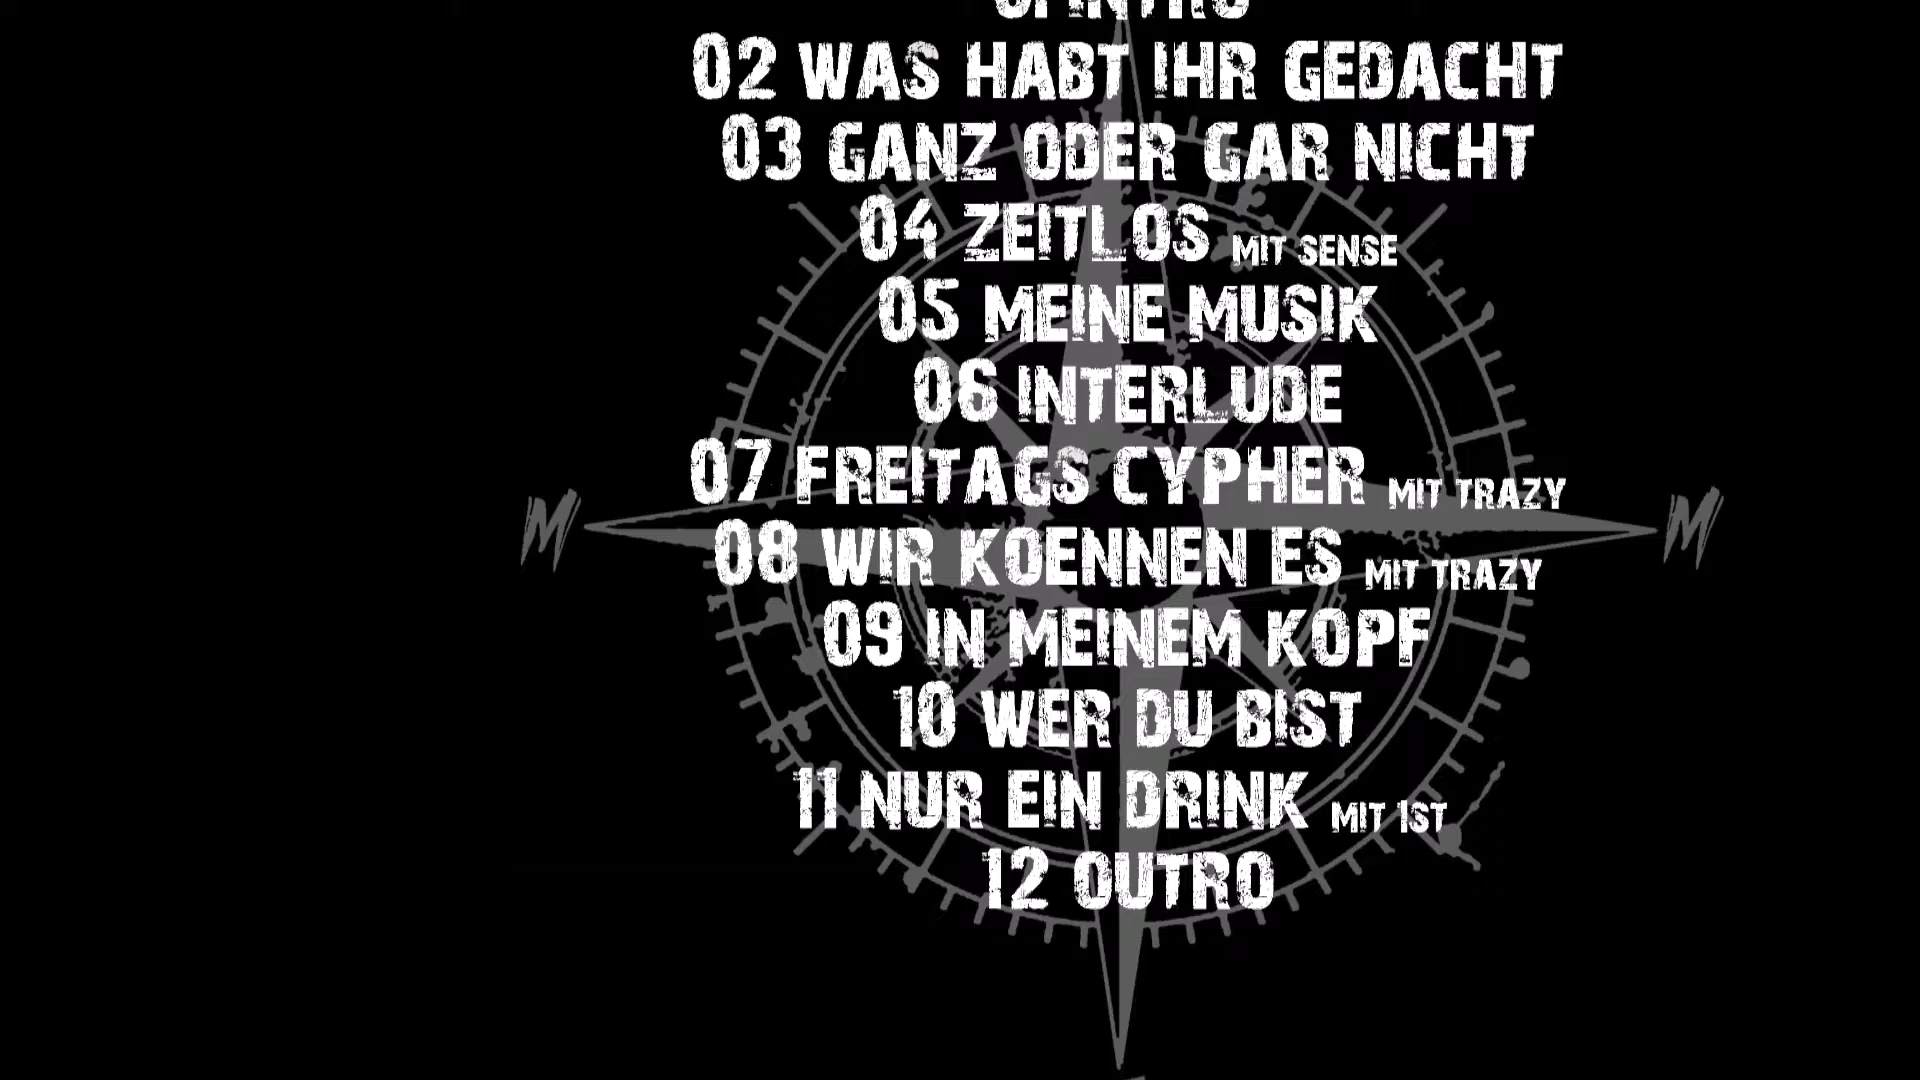 02 WAS HABT IHR GEDACHT
03 GANZ ODER GAR NICHT
04 ZEITLOS MIT SENSE
05 MEINE MUSIK
06 INTERLUDE
07 FREITAGS CYPHER MIT TRAZY
M
M
08 WIR KOENNEN ES MIT TRAZY
09 IN MEINEM KOPF
10 WER DU BIST
11 NUR EIN DRINK MIT 1ST
12 OUTRO